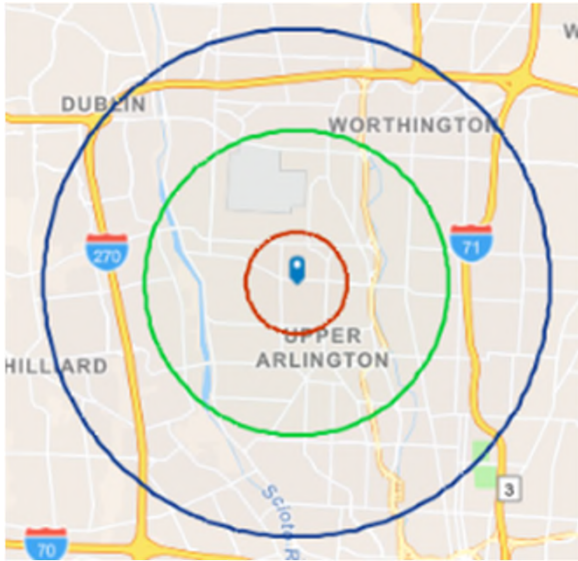 W
DUBLIN
WORTHINGTON
270
71
UPPER
ARLINGTON
HILLIARD
Scioto R
3
70